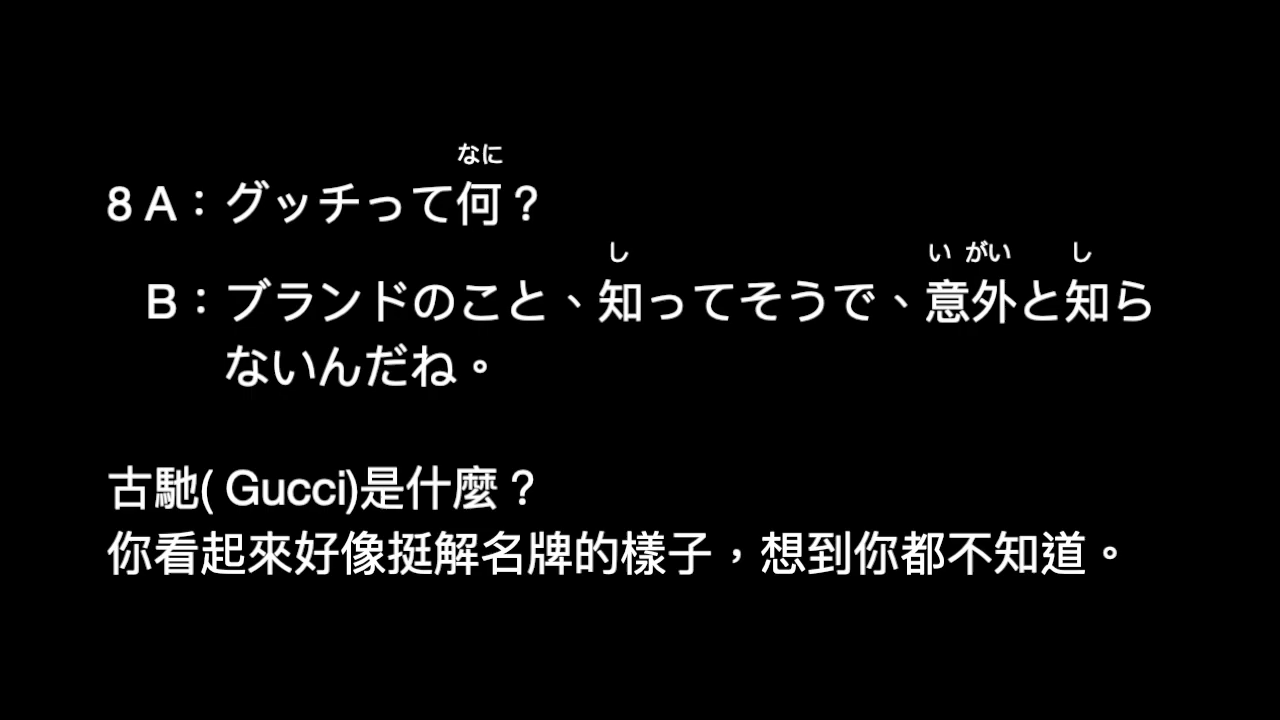 なに
8 A：グッチって何？
し い がい し
B：ブランドのこと、知ってそうで、意外と知ら
ないんだね。
古馳( Gucci)是什麼？
你看起來好像挺解名牌的樣子，想到你都不知道。